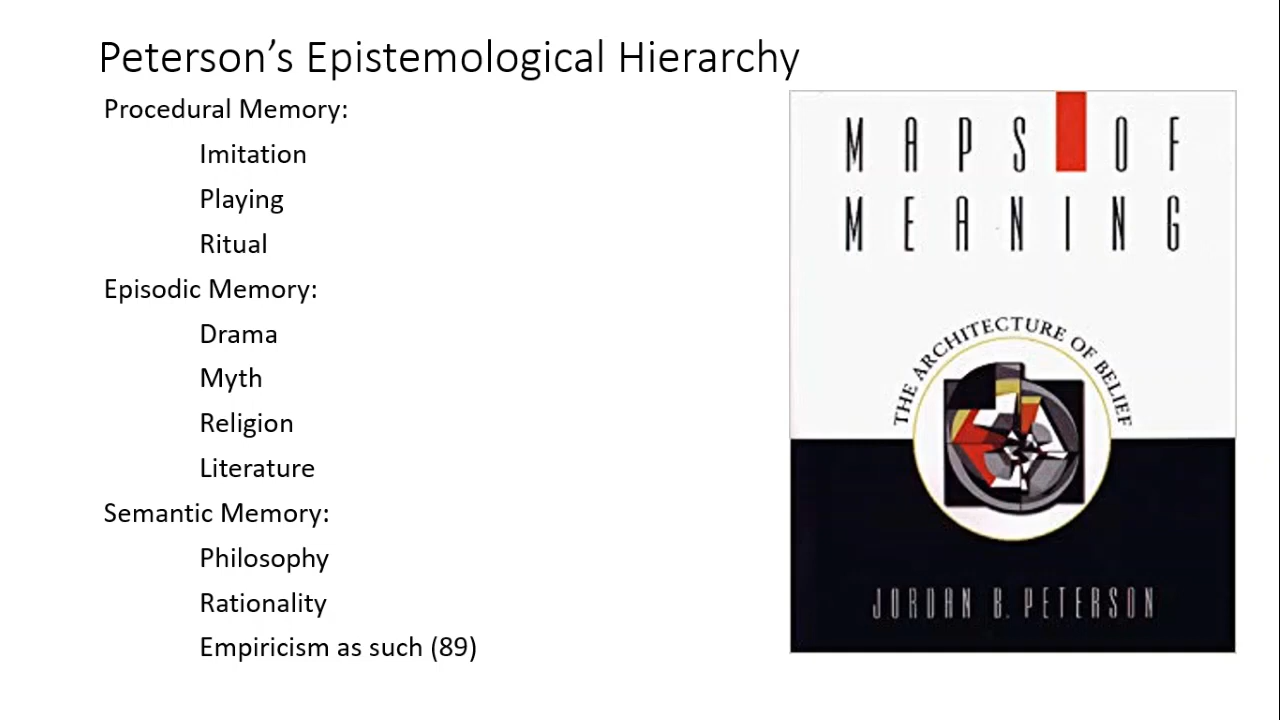 Peterson’s Epistemological Hierarchy
Procedural Memory:
Imitation
Playing
Ritual
Episodic Memory:
Drama
Myth
Religion
Literature
Semantic Memory:
Philosophy
Rationality
Empiricism as such (89)
MAPS OF
MEANING
THE ARCHITECTURE OF BELIEF
JORDAN B. PETERSON